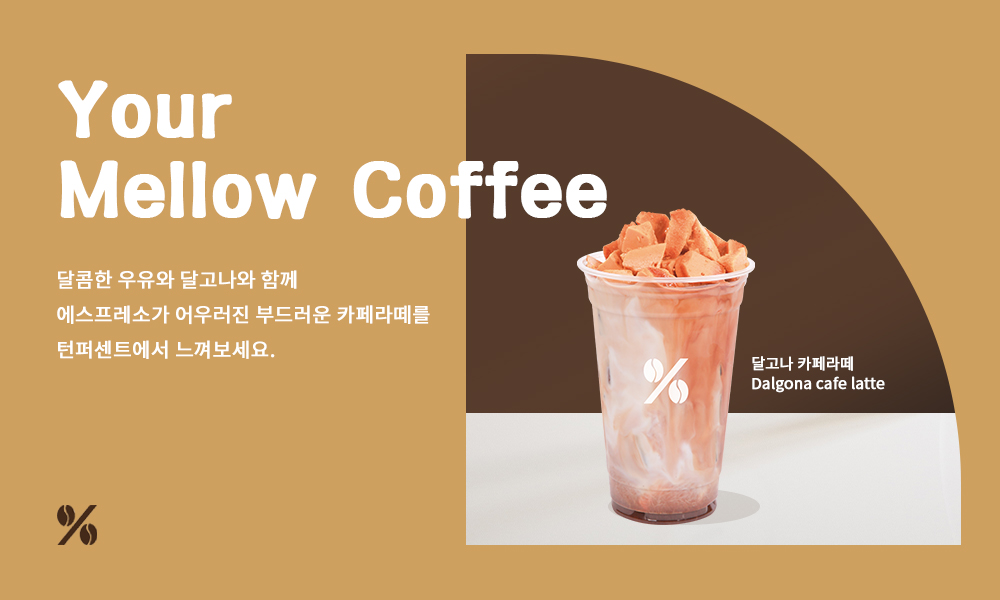 Your
Mellow Coffee
달콤한 우유와 달고나와 함께
에스프레소가 어우러진 부드러운 카페라떼를
턴퍼센트에서 느껴보세요.
%
달고나 카페라떼
Dalgona cafe latte
%